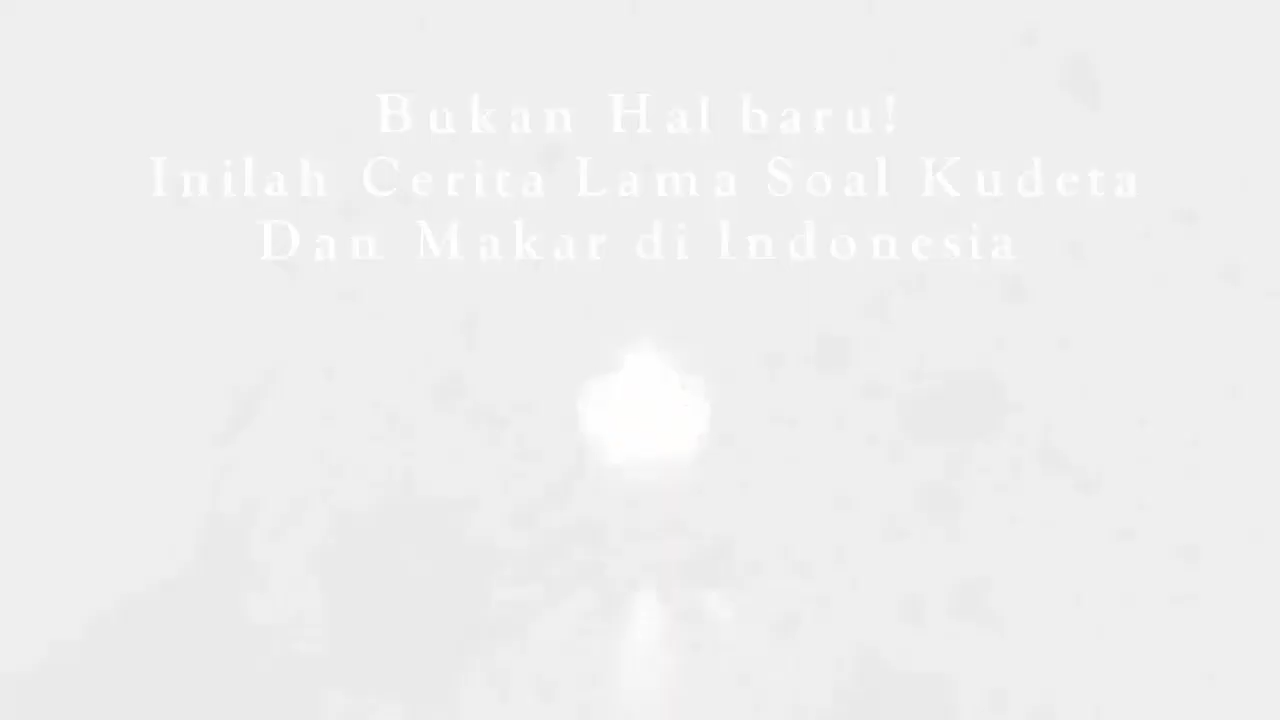 Bukan Hal baru!
Inilah Cerita Lama Soal Kudeta
Dan Makar di Indonesia